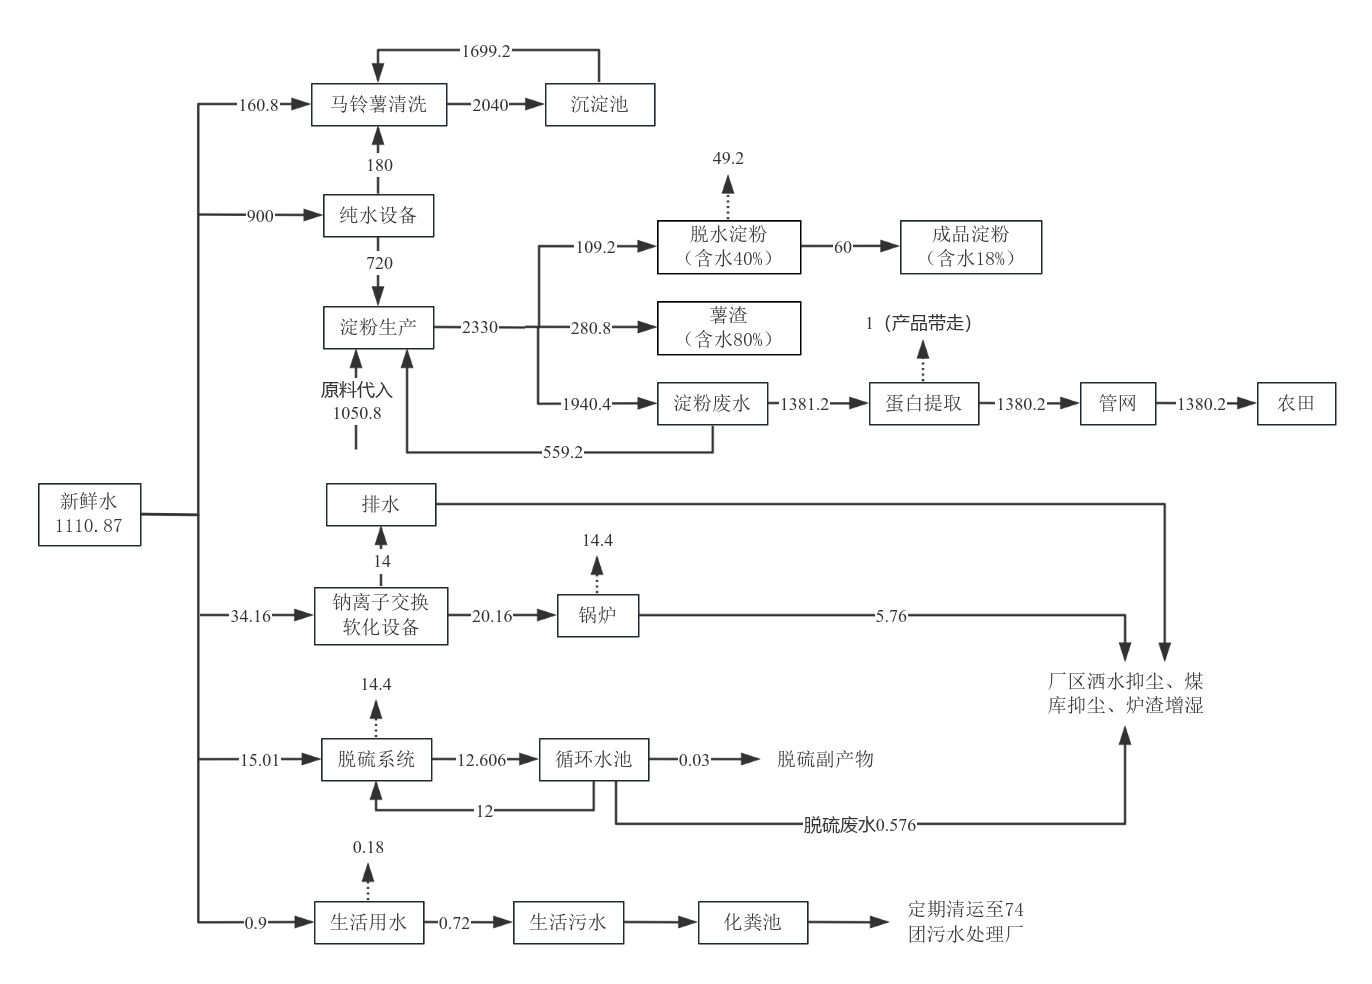 1699.2
160.8
马铃薯清洗
2040
沉淀池
180
49.2
900
纯水设备
109.2
脱水淀粉
（含水40%）
60
成品淀粉
（含水18%）
720
淀粉生产
2330
280.8
薯渣
（含水80%）
1（产品带走）
原料代入
1050.8
1940.4
淀粉废水
1381.2
蛋白提取
1380.2
管网
1380.2
农田
559.2
新鲜水
1110.87
排水
14
14.4
34.16
钠离子交换
软化设备
20.16
锅炉
5.76
厂区洒水抑尘、煤
库抑尘、炉渣增湿
14.4
15.01
脱硫系统
12.606
循环水池
0.03
脱硫副产物
12
脱硫废水0.576
0.18
0.9
生活用水
0.72
生活污水
化粪池
定期清运至74
团污水处理厂